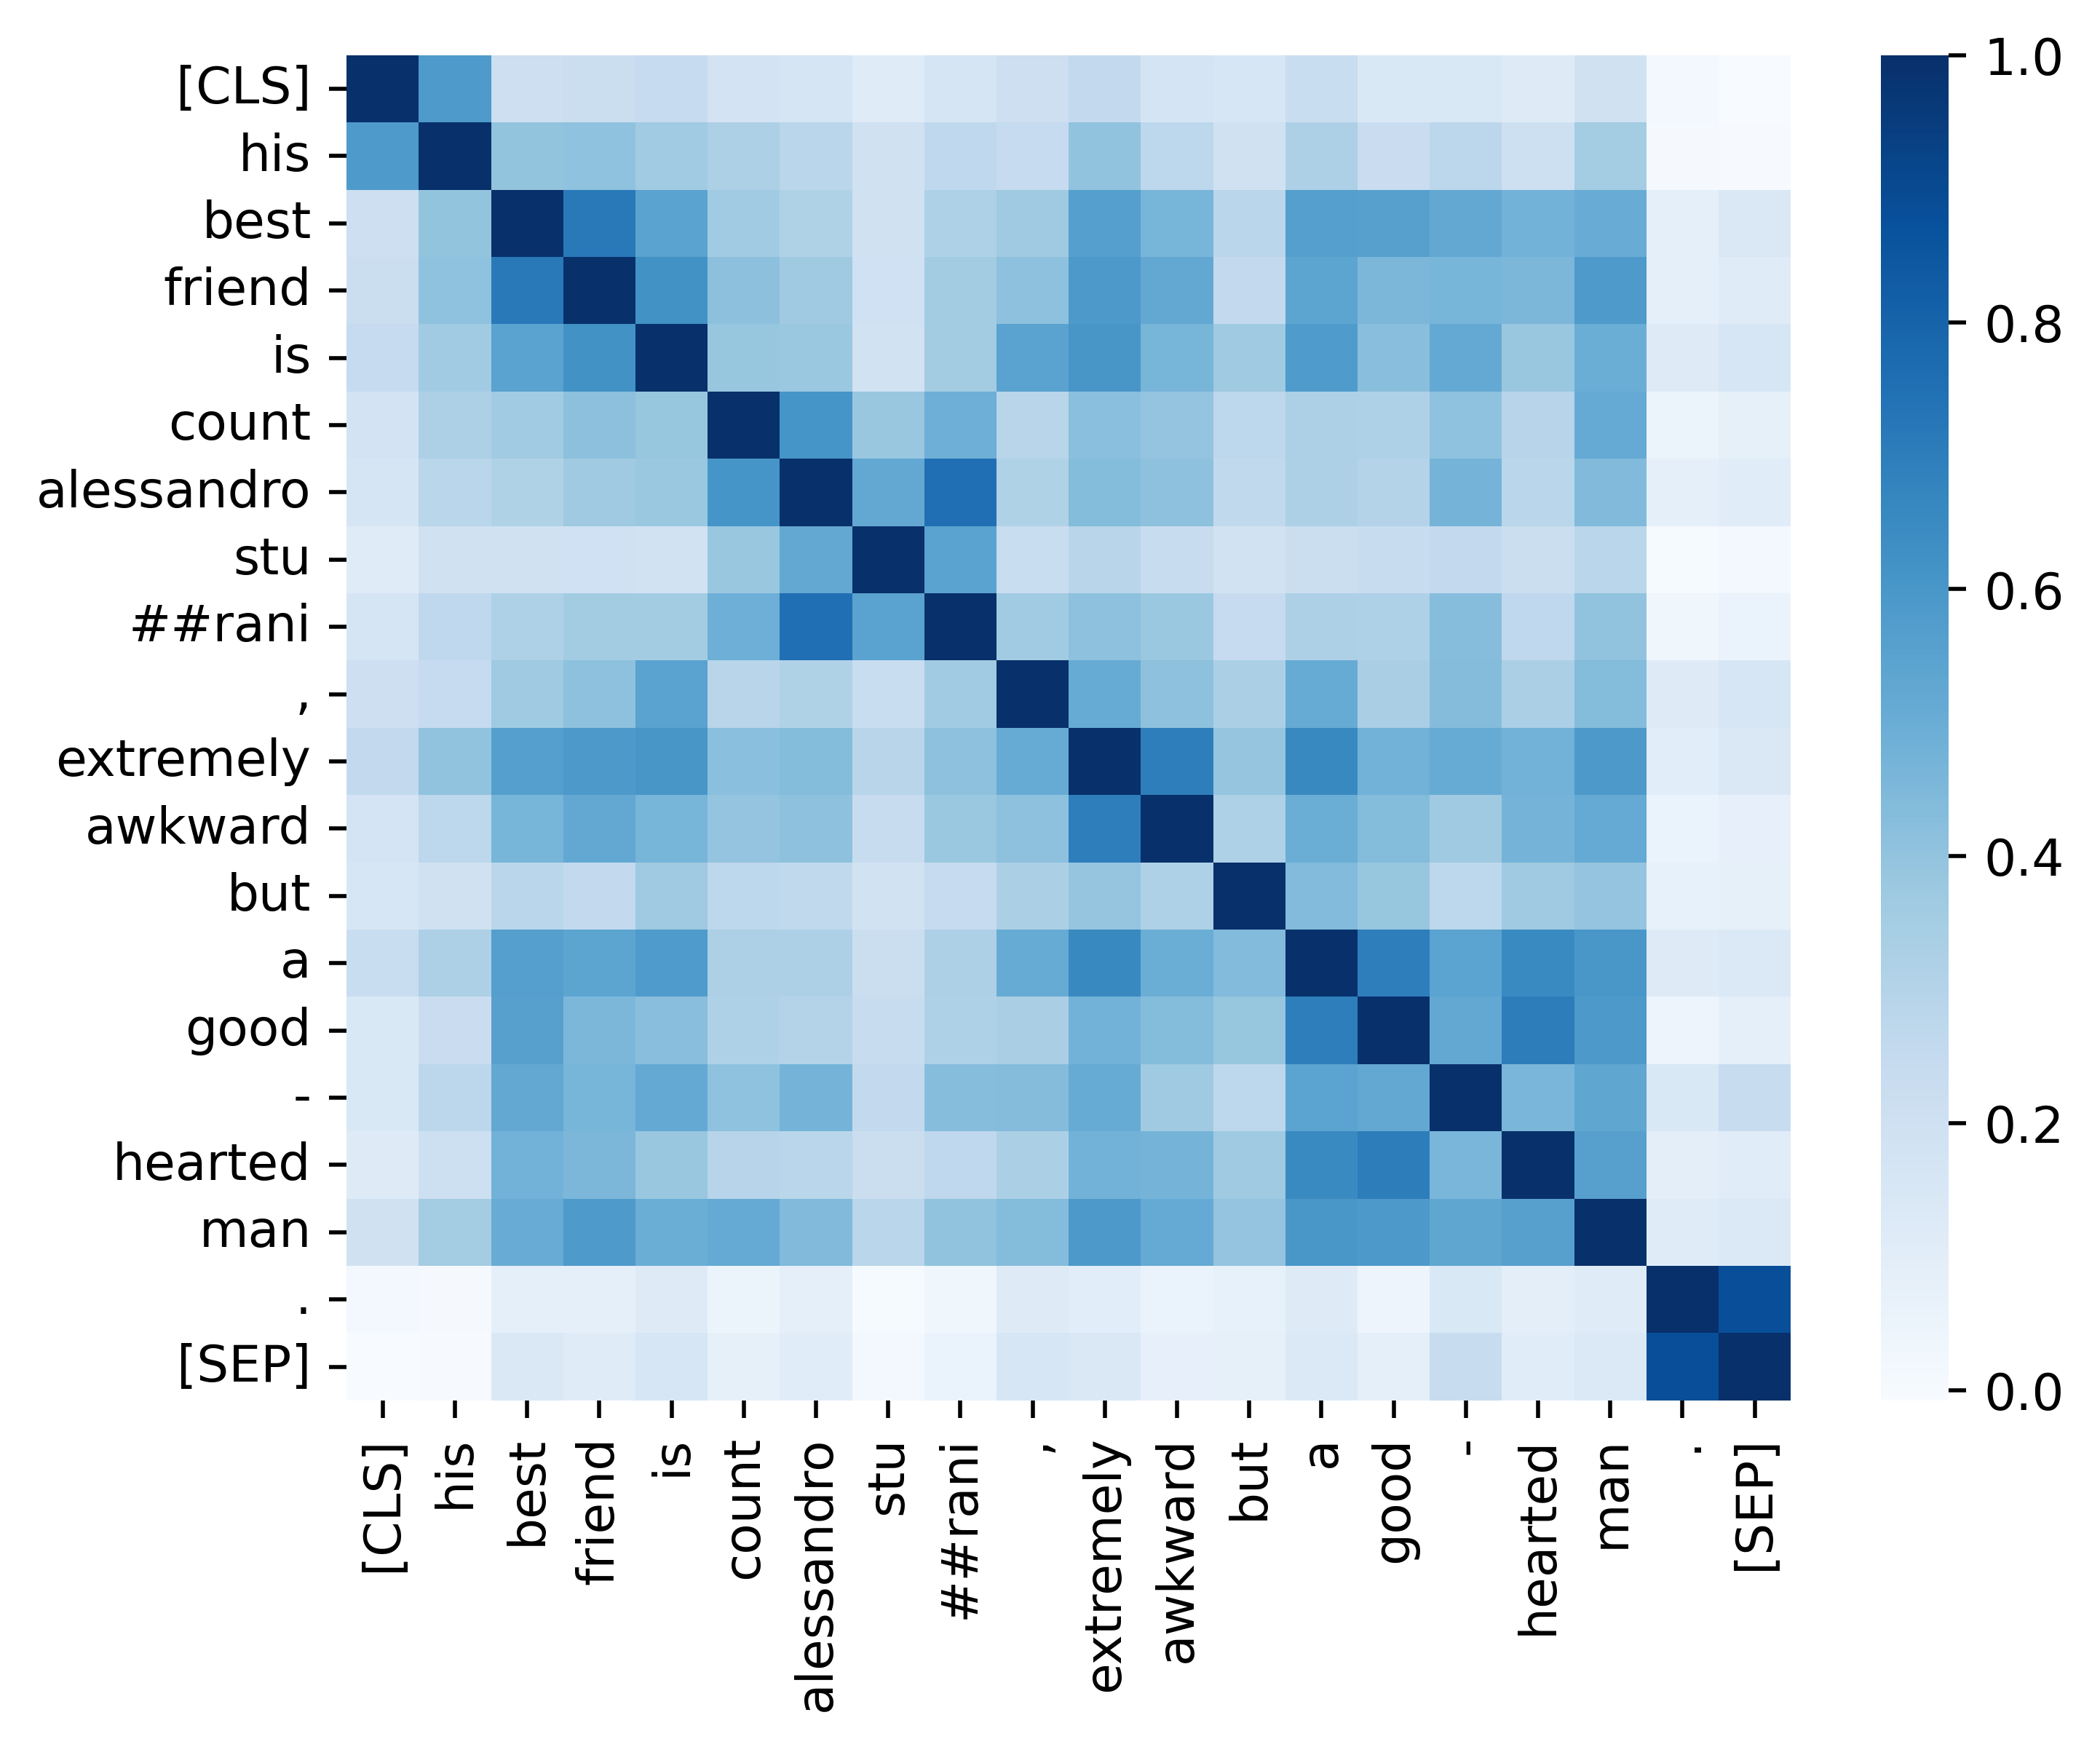 [CLS]
his
best
friend
is
count
alessandro
stu
##rani
,
extremely
awkward
but
a
good
-
hearted
man
.
[SEP]
[CLS]
his
best
friend
is
count
alessandro
stu
##rani
,
extremely
awkward
but
a
good
-
hearted
man
.
[SEP]
1.0
0.8
0.6
0.4
0.2
0.0